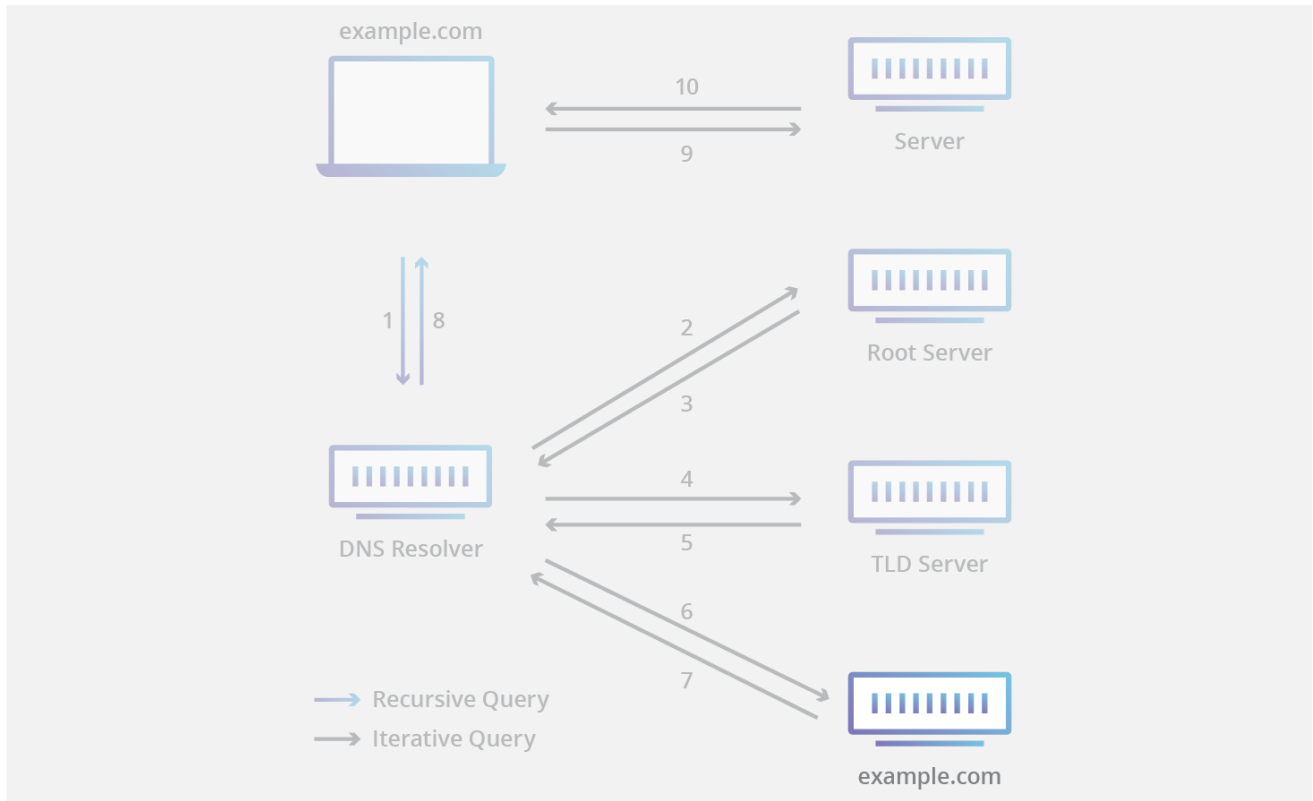 example.com
10
9
Server
1
8
2
3
Root Server
DNS Resolver
4
5
TLD Server
6
7
Recursive Query
Iterative Query
example.com